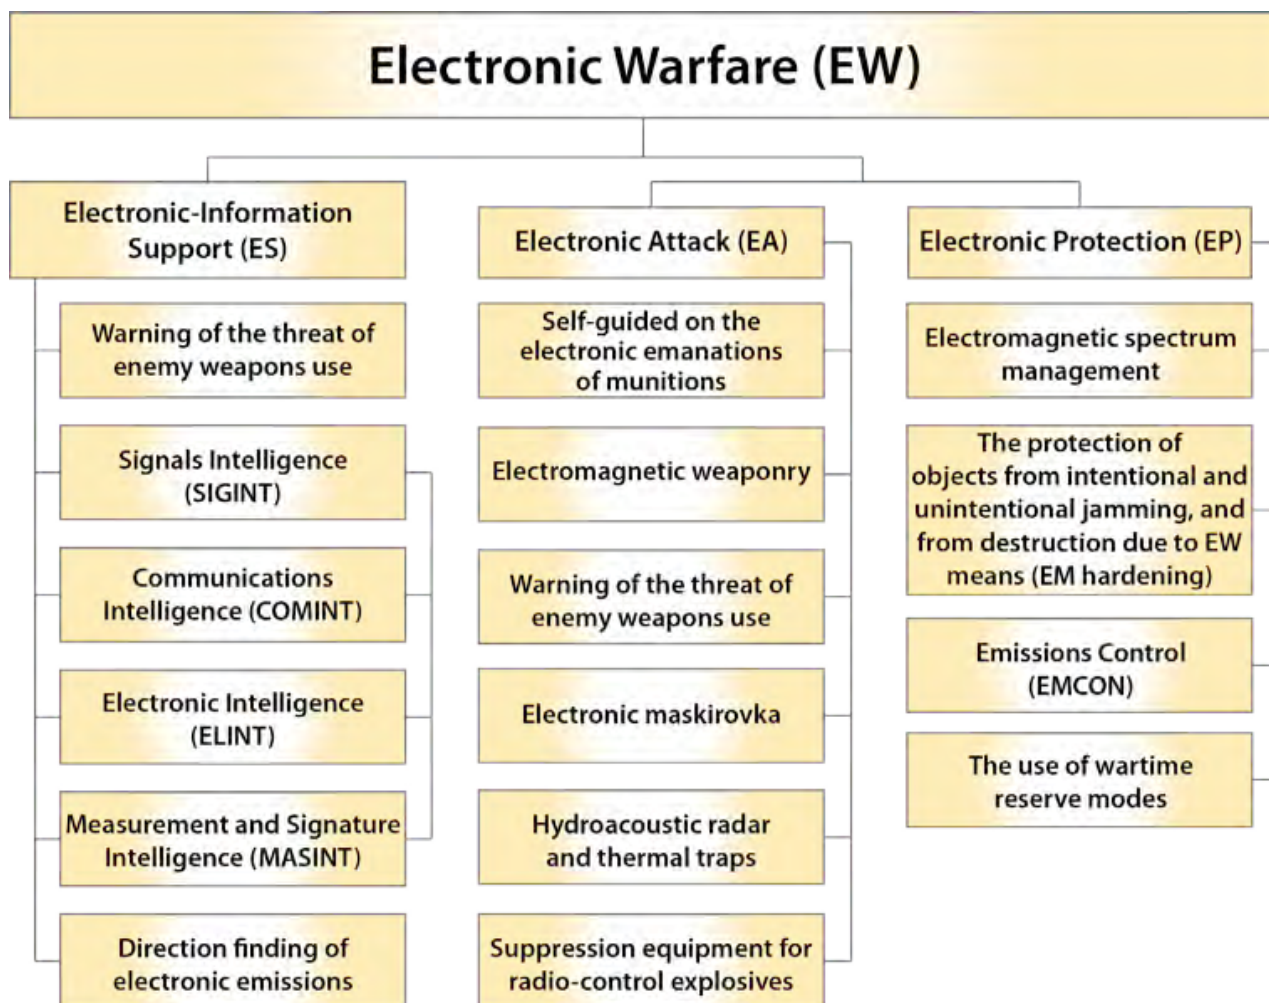 Electronic Warfare (EW)
Electronic-Information
Support (ES)
Warning of the threat of
enemy weapons use
Signals Intelligence
(SIGINT)
Communications
Intelligence (COMINT)
Electronic Intelligence
(ELINT)
Measurement and Signature
Intelligence (MASINT)
Direction finding of
electronic emissions
Electronic Attack (EA)
Self-guided on the
electronic emanations
of munitions
Electromagnetic weaponry
Warning of the threat of
enemy weapons use
Electronic maskirovka
Hydroacoustic radar
and thermal traps
Suppression equipment for
radio-control explosives
Electronic Protection (EP)
Electromagnetic spectrum
management
The protection of
objects from intentional and
unintentional jamming, and
from destruction due to EW
means (EM hardening)
Emissions Control
(EMCON)
The use of wartime
reserve modes